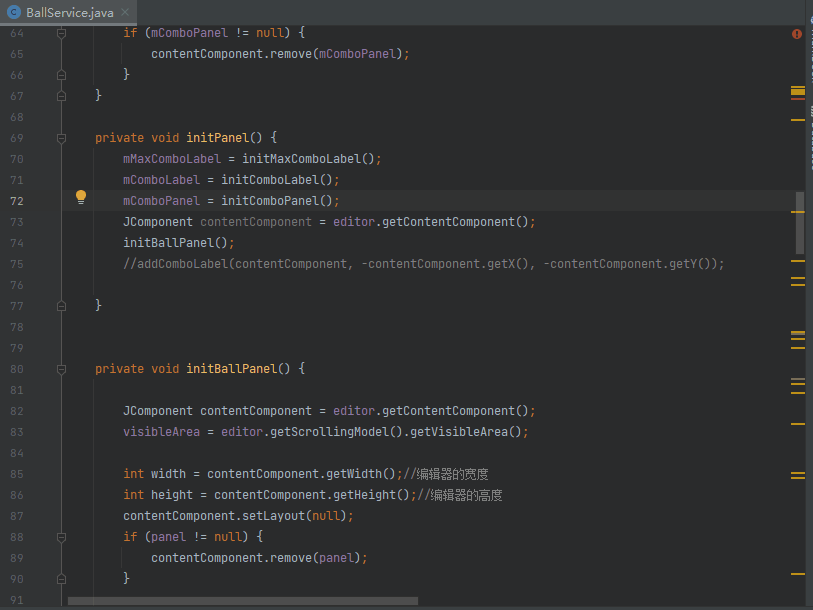 BallService.java
64 if (mComboPanel != null) {
65 contentComponent.remove(mComboPanel);
66 }
67 }
68
69 private void initPanel() {
70 mMaxComboLabel = initMaxComboLabel();
71 mComboLabel = initComboLabel();
72 mComboPanel = initComboPanel();
73 JComponent contentComponent = editor.getContentComponent();
74 initBallPanel();
75 //addComboLabel(contentComponent, -contentComponent.getX(), -contentComponent.getY());
76
77 }
78
79
80 private void initBallPanel() {
81
82 JComponent contentComponent = editor.getContentComponent();
83 visibleArea = editor.getScrollingModel().getVisibleArea();
84
85 int width = contentComponent.getWidth();//编辑器的宽度
86 int height = contentComponent.getHeight();//编辑器的高度
87 contentComponent.setLayout(null);
88 if (panel != null) {
89 contentComponent.remove(panel);
90 }
91